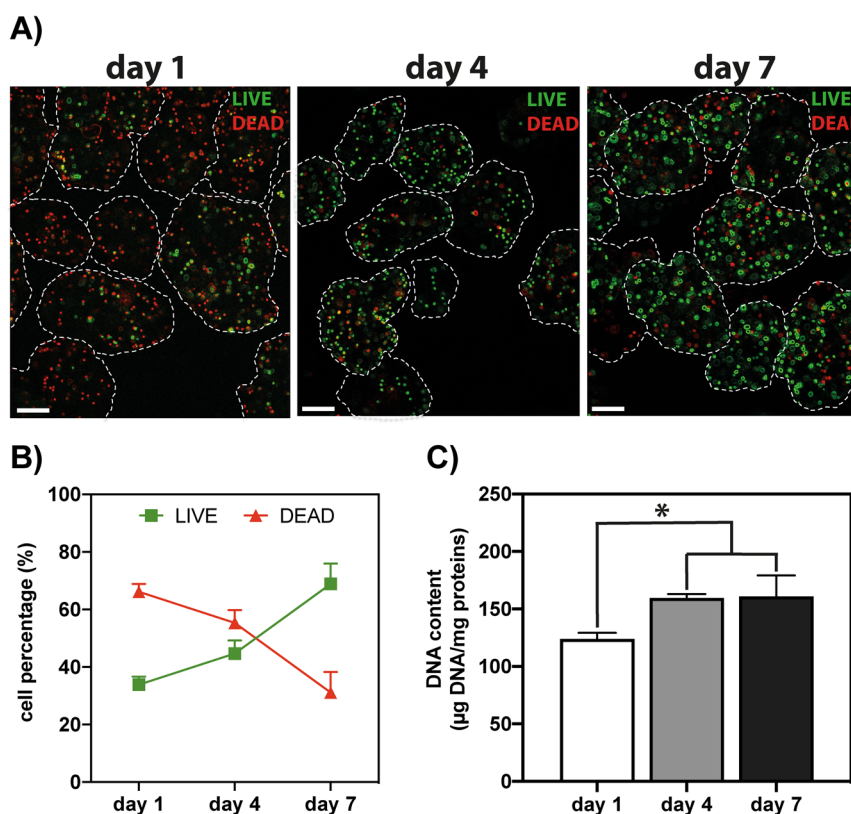 A)
day 1 day 4 day 7
LIVE LIVE LIVE
DEAD DEAD DEAD
B)
100
80
60
40
20
0
cell percentage (%)
LIVE DEAD
day 1 day 4 day 7
C)
250
200
150
100
50
0
DNA content
(µg DNA/mg proteins)
*
day 1 day 4 day 7